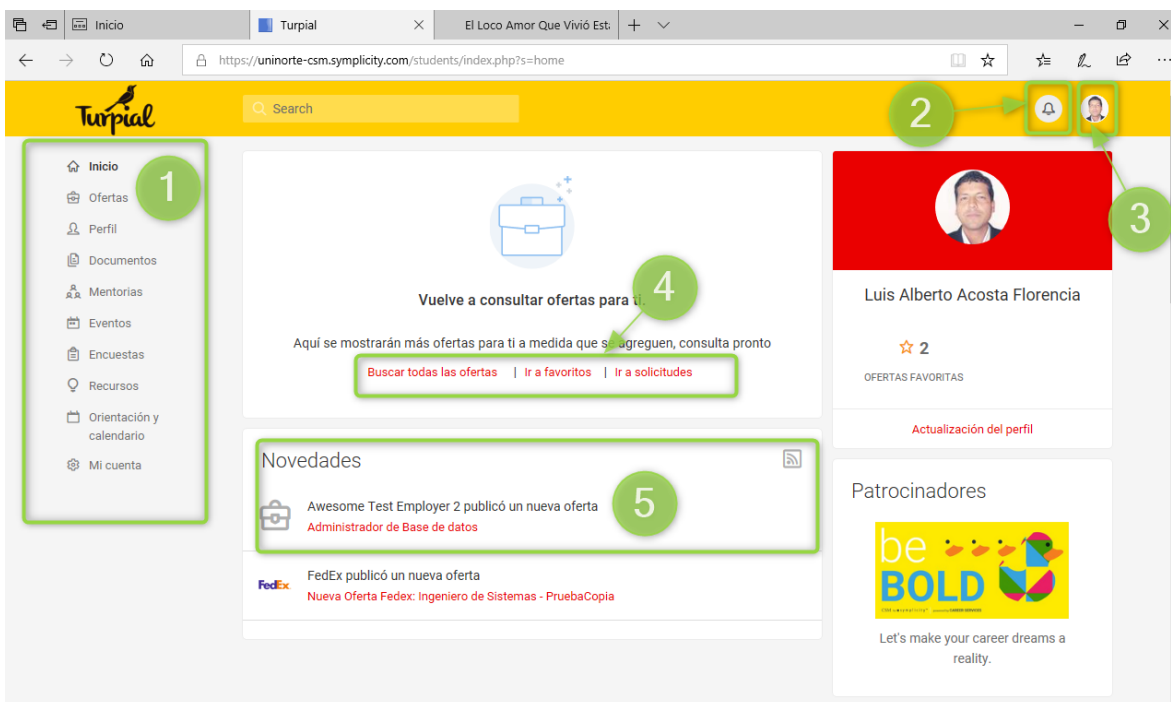 Inicio
Turpial
El Loco Amor Que Vivió Est
https://uninorte-csm.symplicity.com/students/index.php?s=home
Turpial
Search
2
1
Inicio
Ofertas
Perfil
Documentos
Mentorias
Eventos
Encuestas
Recursos
Orientación y
calendario
Mi cuenta
4
Vuelve a consultar ofertas para ti.
Aquí se mostrarán más ofertas para ti a medida que se agreguen, consulta pronto
Buscar todas las ofertas | Ir a favoritos | Ir a solicitudes
Novedades
5
Awesome Test Employer 2 publicó un nueva oferta
Administrador de Base de datos
FedEx
FedEx publicó un nueva oferta
Nueva Oferta Fedex: Ingeniero de Sistemas - PruebaCopia
3
Luis Alberto Acosta Florencia
2
OFERTAS FAVORITAS
Actualización del perfil
Patrocinadores
be
BOLD
Let's make your career dreams a
reality.